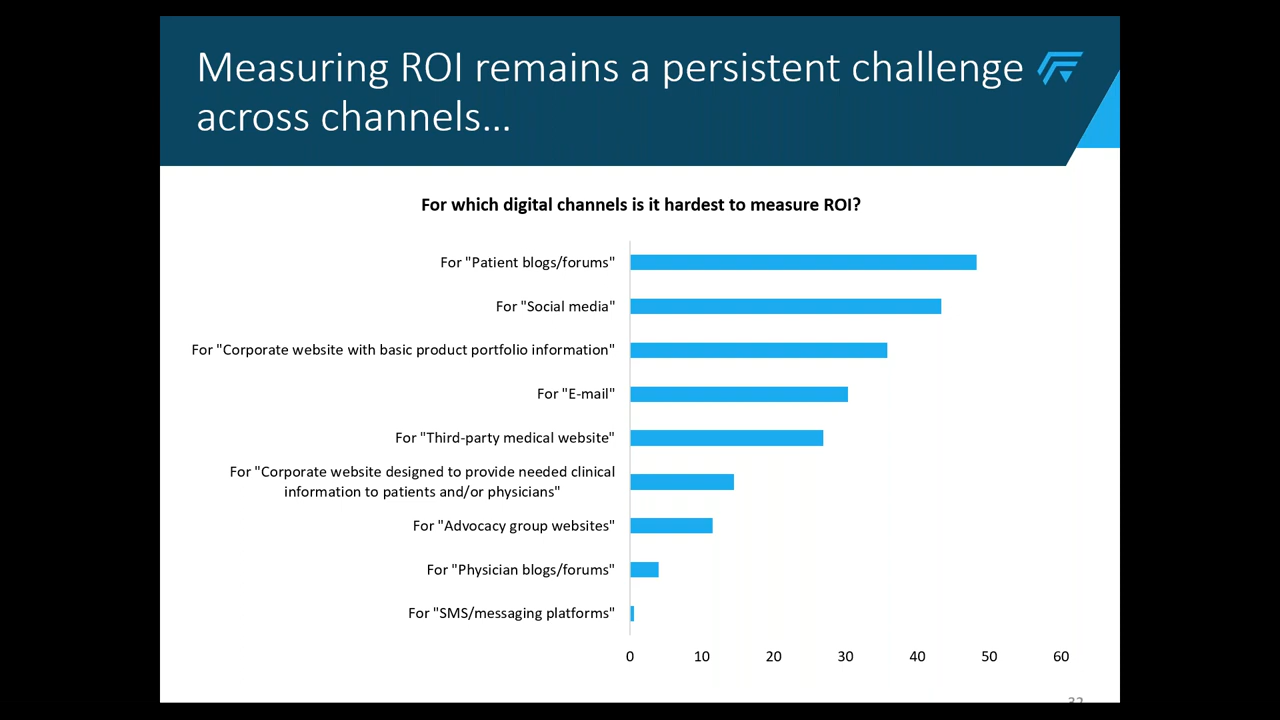 Measuring ROI remains a persistent challenge
across channels...
For which digital channels is it hardest to measure ROI?
For "Patient blogs/forums"
For "Social media"
For "Corporate website with basic product portfolio information"
For "E-mail"
For "Third-party medical website"
For "Corporate website designed to provide needed clinical
information to patients and/or physicians"
For "Advocacy group websites"
For "Physician blogs/forums"
For "SMS/messaging platforms"
0 10 20 30 40 50 60